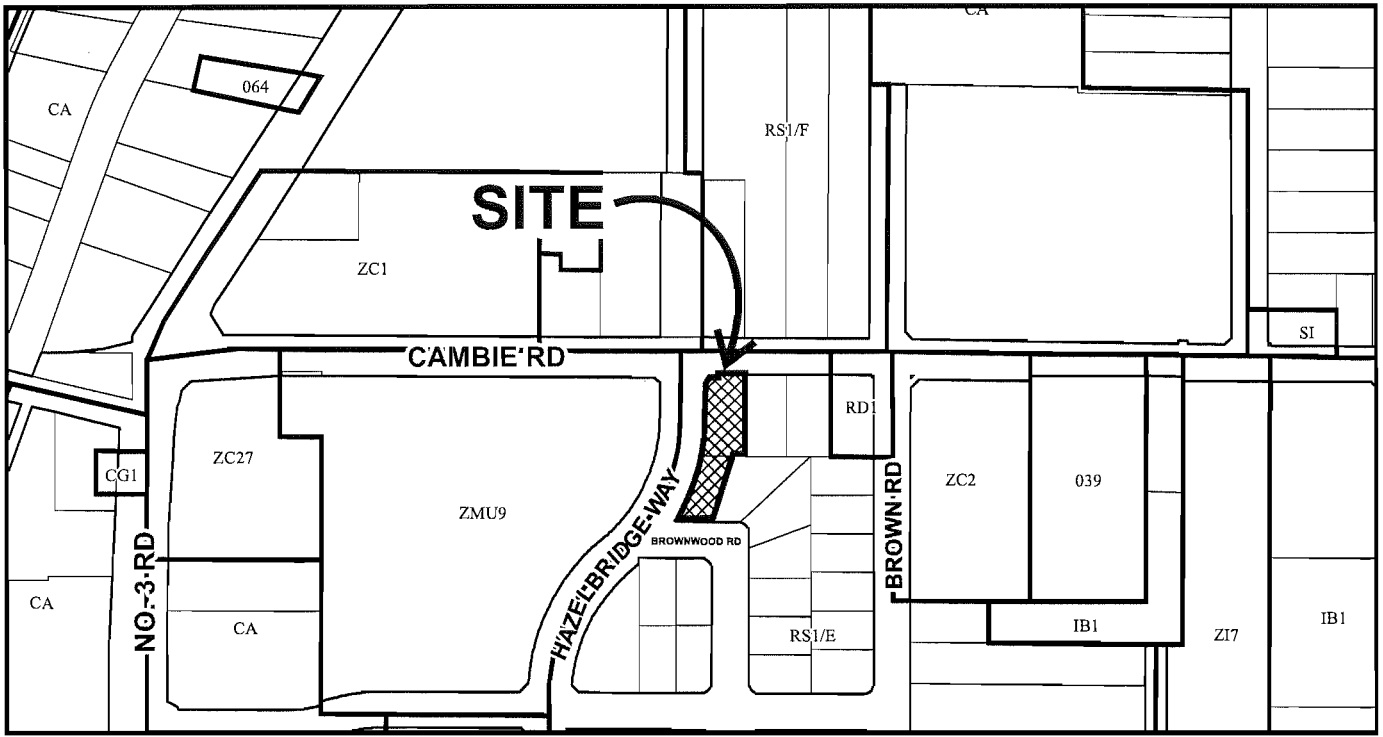 CA
064
CA
RS1/F
SITE
ZC1
SI
CAMBIE RD
RD1
ZC27
CG1
ZC2
039
ZMU9
HAZELBRIDGE WAY
BROWNWOOD RD
BROWN RD
NO. 3 RD
CA
CA
RS1/E
IB1
ZI7
IB1